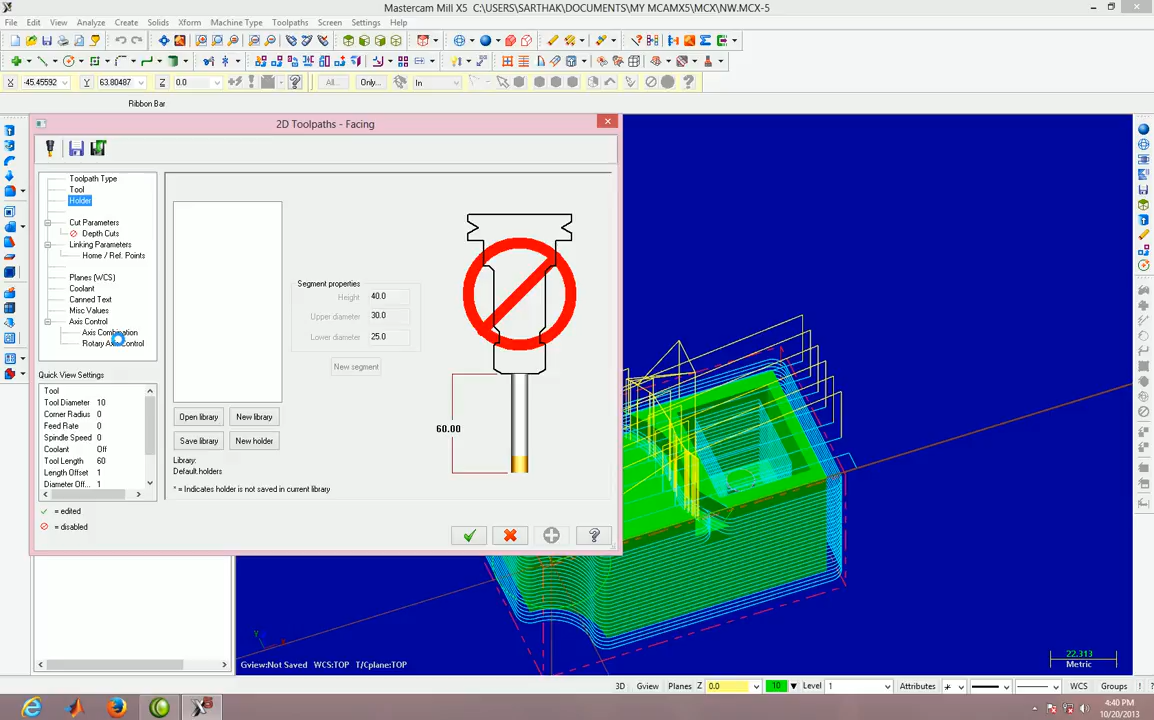 Mastercam Mill X5 C:\USERS\SARTHAK\DOCUMENTS\MY MCAMX5\MCX\NW.MCX-5
File Edit View Analyze Create Solids Xform Machine Type Toolpaths Screen Settings Help
X -45.45592 Y 63.80487 Z 0.0 All... Only... In
Ribbon Bar
2D Toolpaths - Facing
Toolpath Type
Tool
Holder
Cut Parameters
Depth Cuts
Linking Parameters
Home / Ref. Points
Planes (WCS)
Coolant
Canned Text
Misc Values
Axis Control
Axis Combination
Rotary Axis Control
Segment properties
Height 40.0
Upper diameter 30.0
Lower diameter 25.0
New segment
60.00
Quick View Settings
Tool
Tool Diameter 10
Corner Radius 0
Feed Rate 0
Spindle Speed 0
Coolant Off
Tool Length 60
Length Offset 1
Diameter Off... 1
Open library New library
Save library New holder
Library:
Default.holders
* = Indicates holder is not saved in current library
= edited
= disabled
Gview:Not Saved WCS:TOP T/Cplane:TOP
22.313
Metric
3D Gview Planes Z 0.0 10 Level 1 Attributes WCS Groups
4:40 PM
10/20/2013